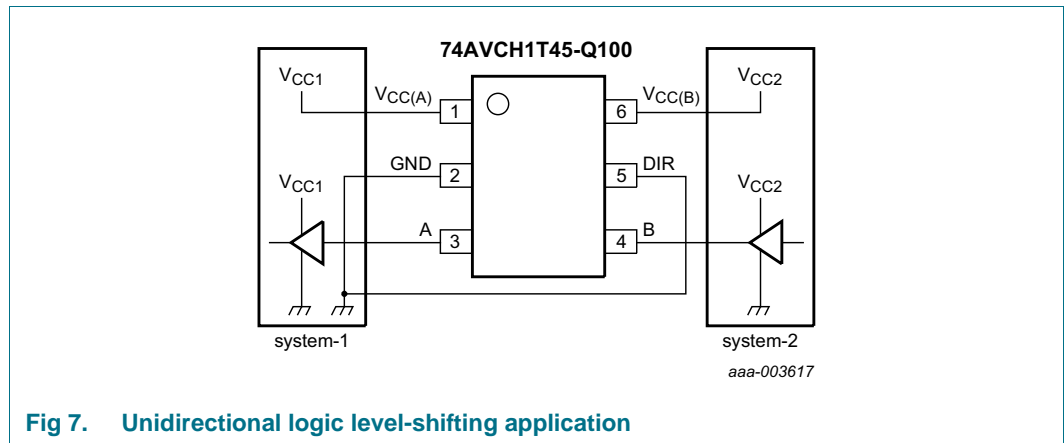 74AVCH1T45-Q100
VCC1
VCC(A)
1
6
VCC(B)
VCC2
GND
2
5
DIR
VCC1
VCC2
A
3
4
B
system-1
system-2
aaa-003617
Fig 7. Unidirectional logic level-shifting application